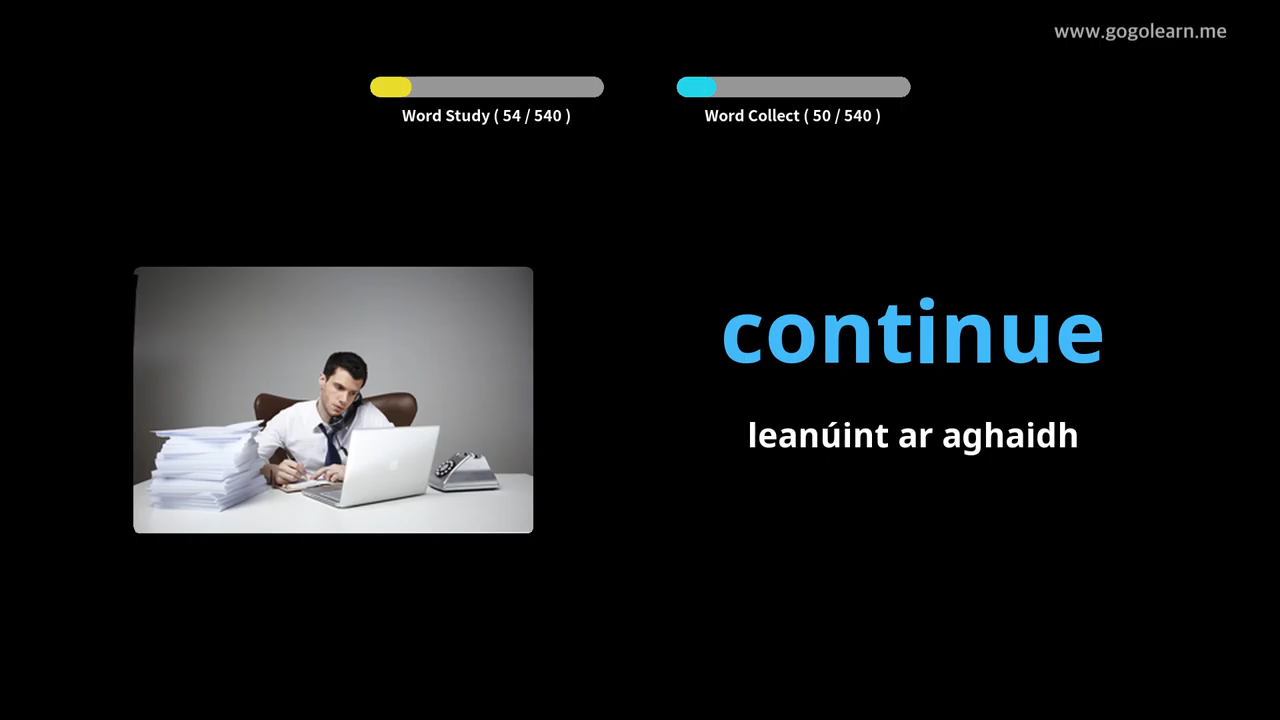 www.gogolearn.me
Word Study ( 54 / 540 )
Word Collect ( 50 / 540 )
continue
leanúint ar aghaidh